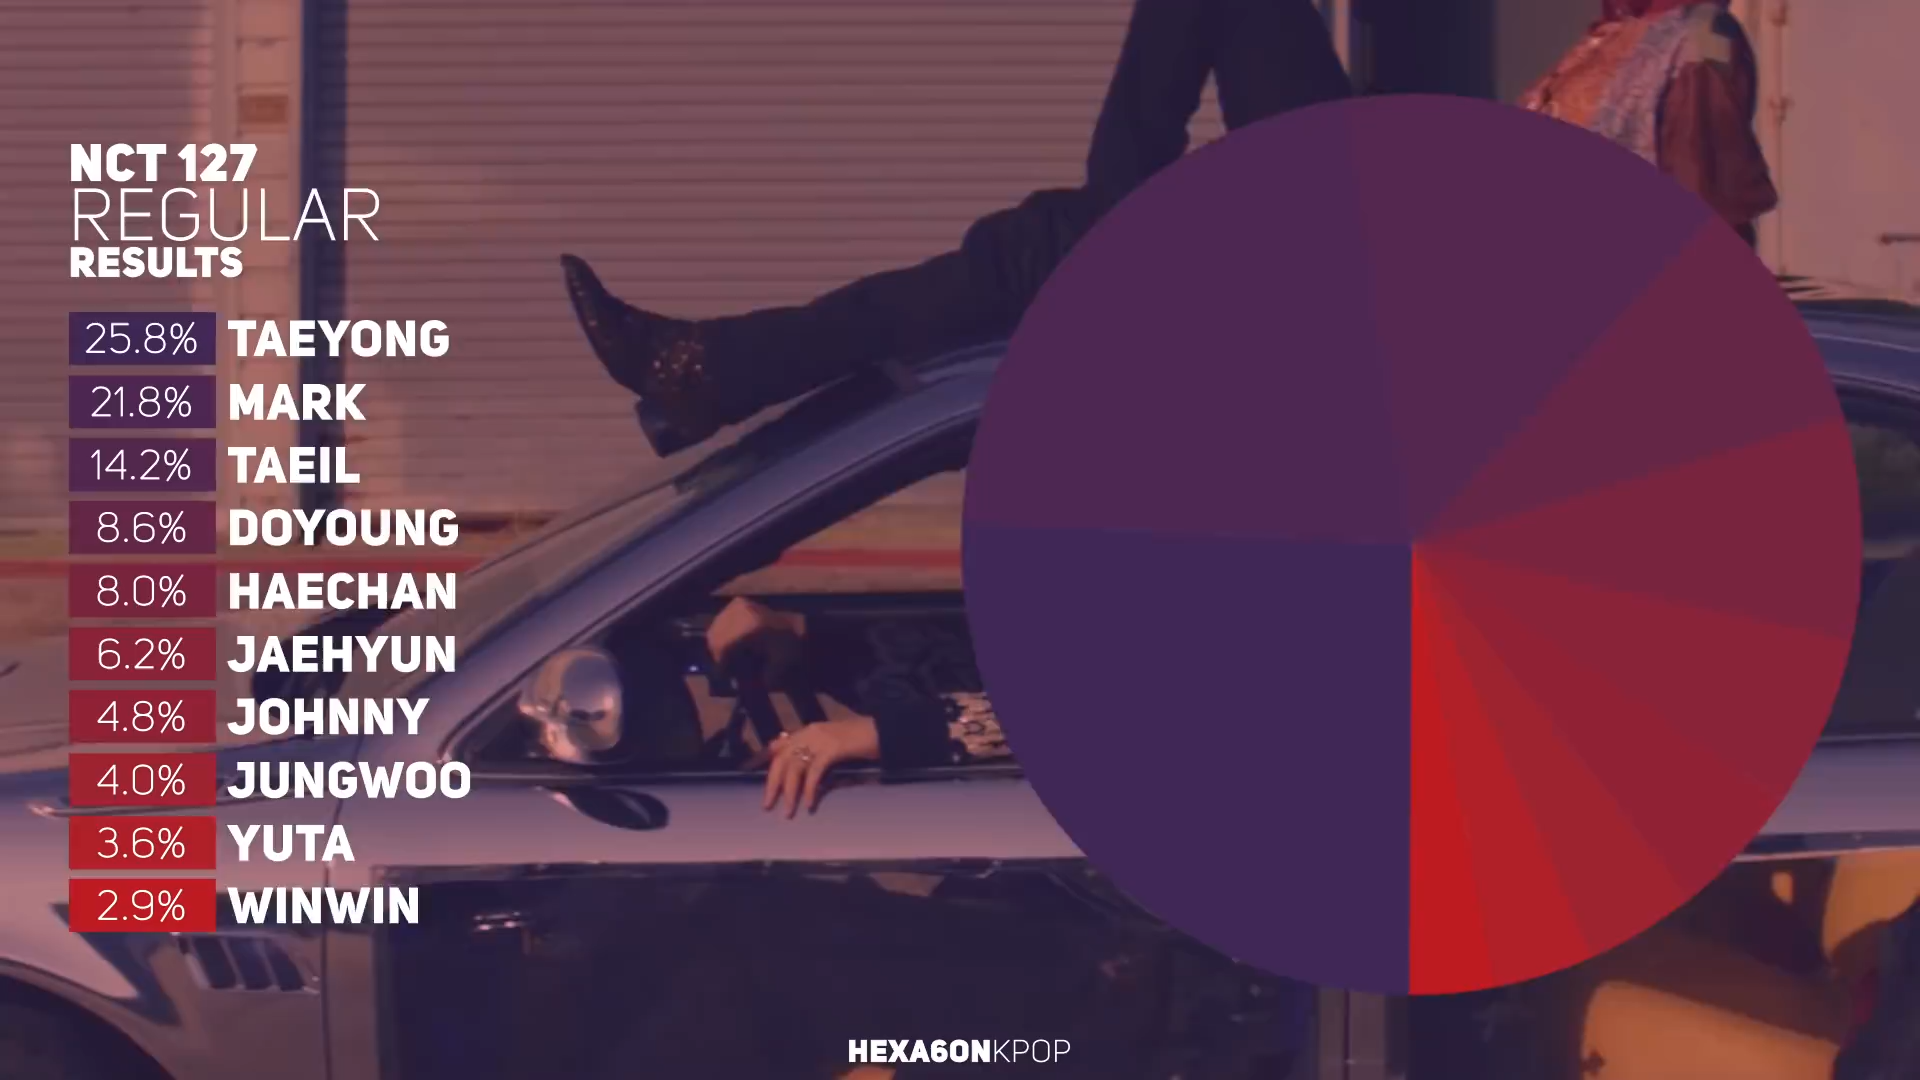 NCT 127
REGULAR
RESULTS
25.8% TAEYONG
21.8% MARK
14.2% TAEIL
8.6% DOYOUNG
8.0% HAECHAN
6.2% JAEHYUN
4.8% JOHNNY
4.0% JUNGWOO
3.6% YUTA
2.9% WINWIN
HEXA6ONKPOP